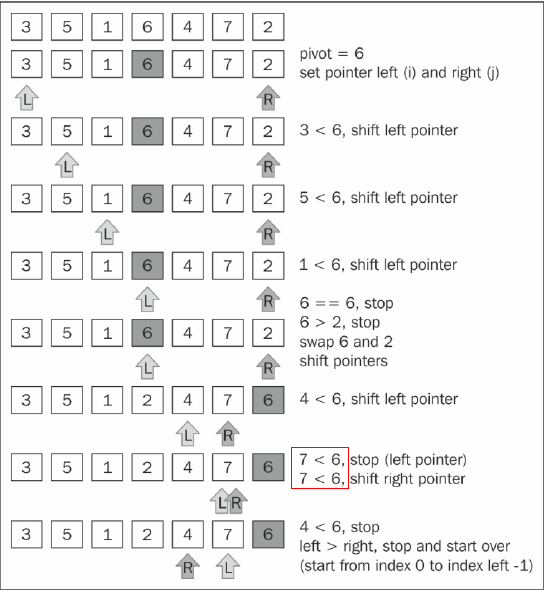 3 5 1 6 4 7 2
3 5 1 6 4 7 2
pivot = 6
set pointer left (i) and right (j)
L R
3 5 1 6 4 7 2
3 < 6, shift left pointer
L R
3 5 1 6 4 7 2
5 < 6, shift left pointer
L R
3 5 1 6 4 7 2
1 < 6, shift left pointer
L R
3 5 1 6 4 7 2
6 == 6, stop
6 > 2, stop
swap 6 and 2
shift pointers
L R
3 5 1 2 4 7 6
4 < 6, shift left pointer
L R
3 5 1 2 4 7 6
7 < 6, stop (left pointer)
7 < 6, shift right pointer
L R
3 5 1 2 4 7 6
4 < 6, stop
left > right, stop and start over
(start from index 0 to index left -1)
R L